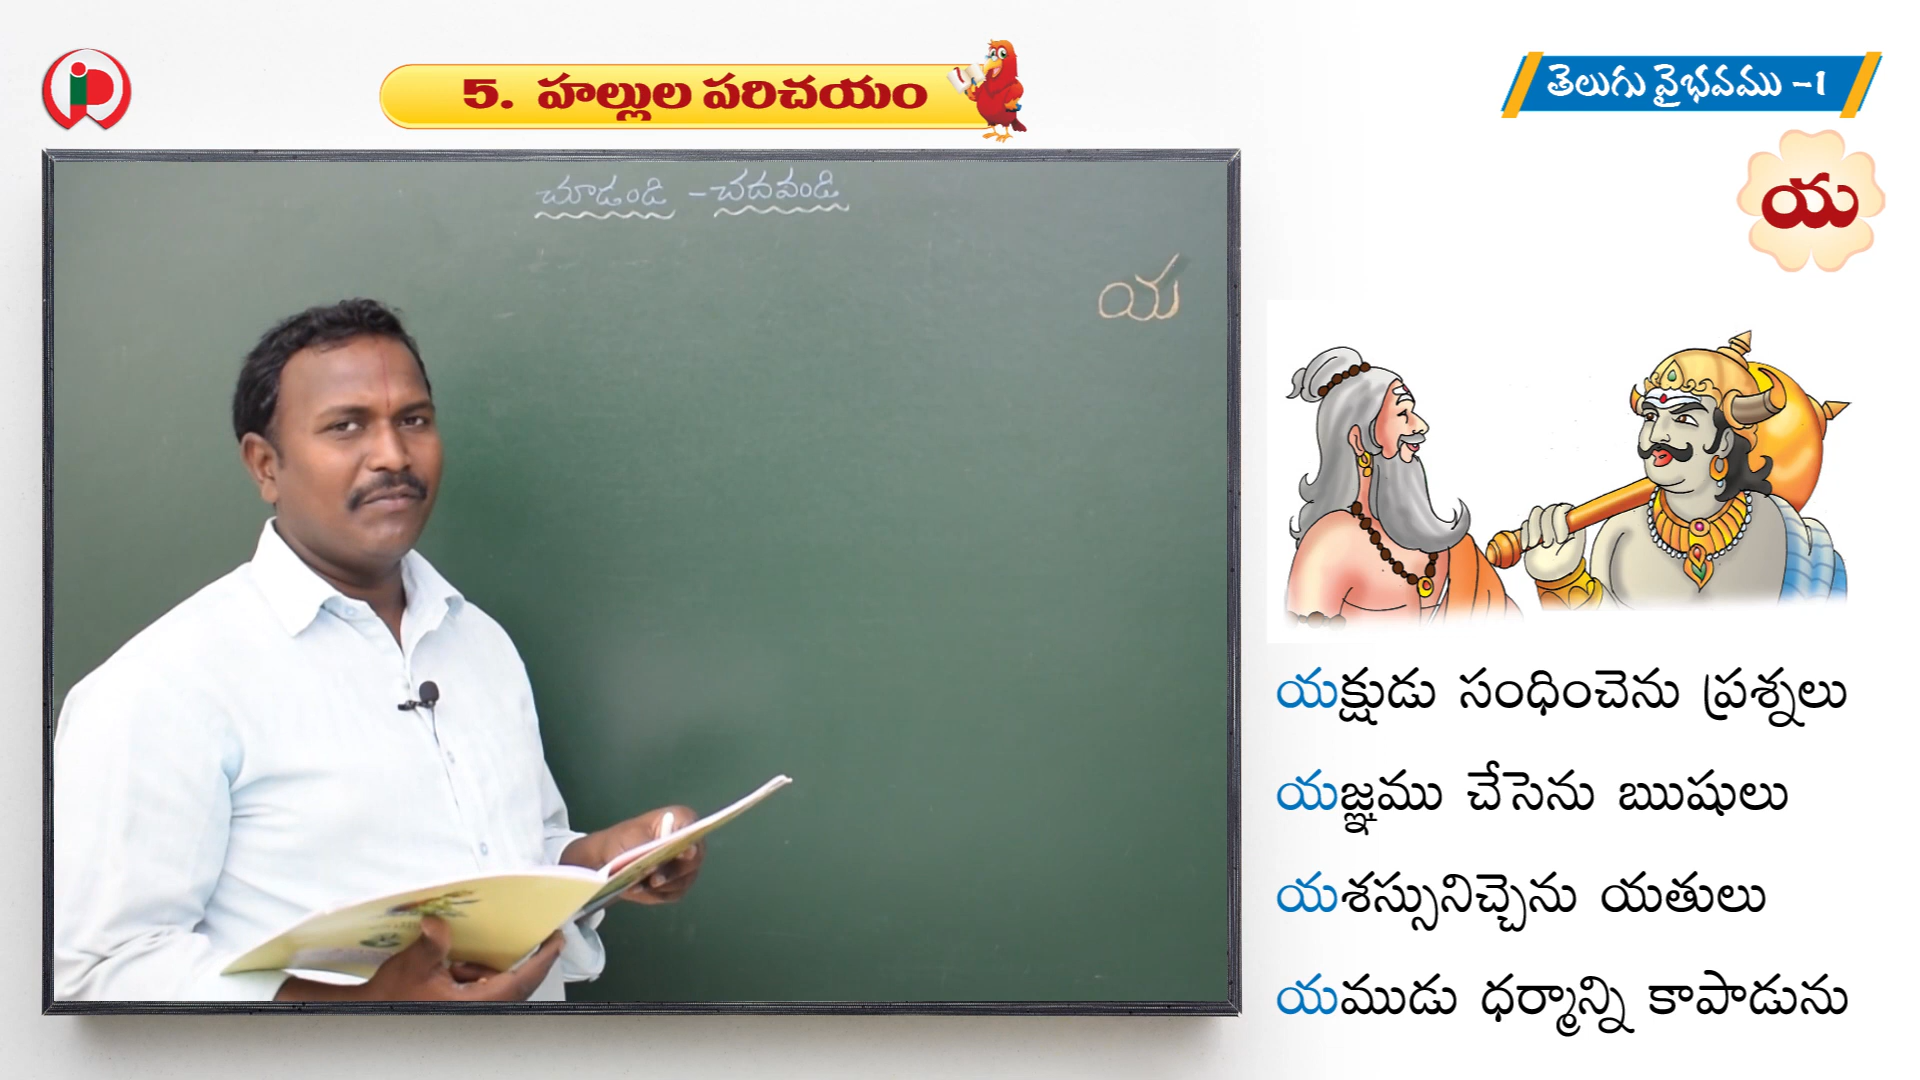 5. హల్లుల పరిచయం
తెలుగు వైభవము -1
చూడండి - చదవండి
య
య
యక్షుడు సంధించెను ప్రశ్నలు
యజ్ఞము చేసెను ఋషులు
యశస్సునిచ్చెను యతులు
యముడు ధర్మాన్ని కాపాడును